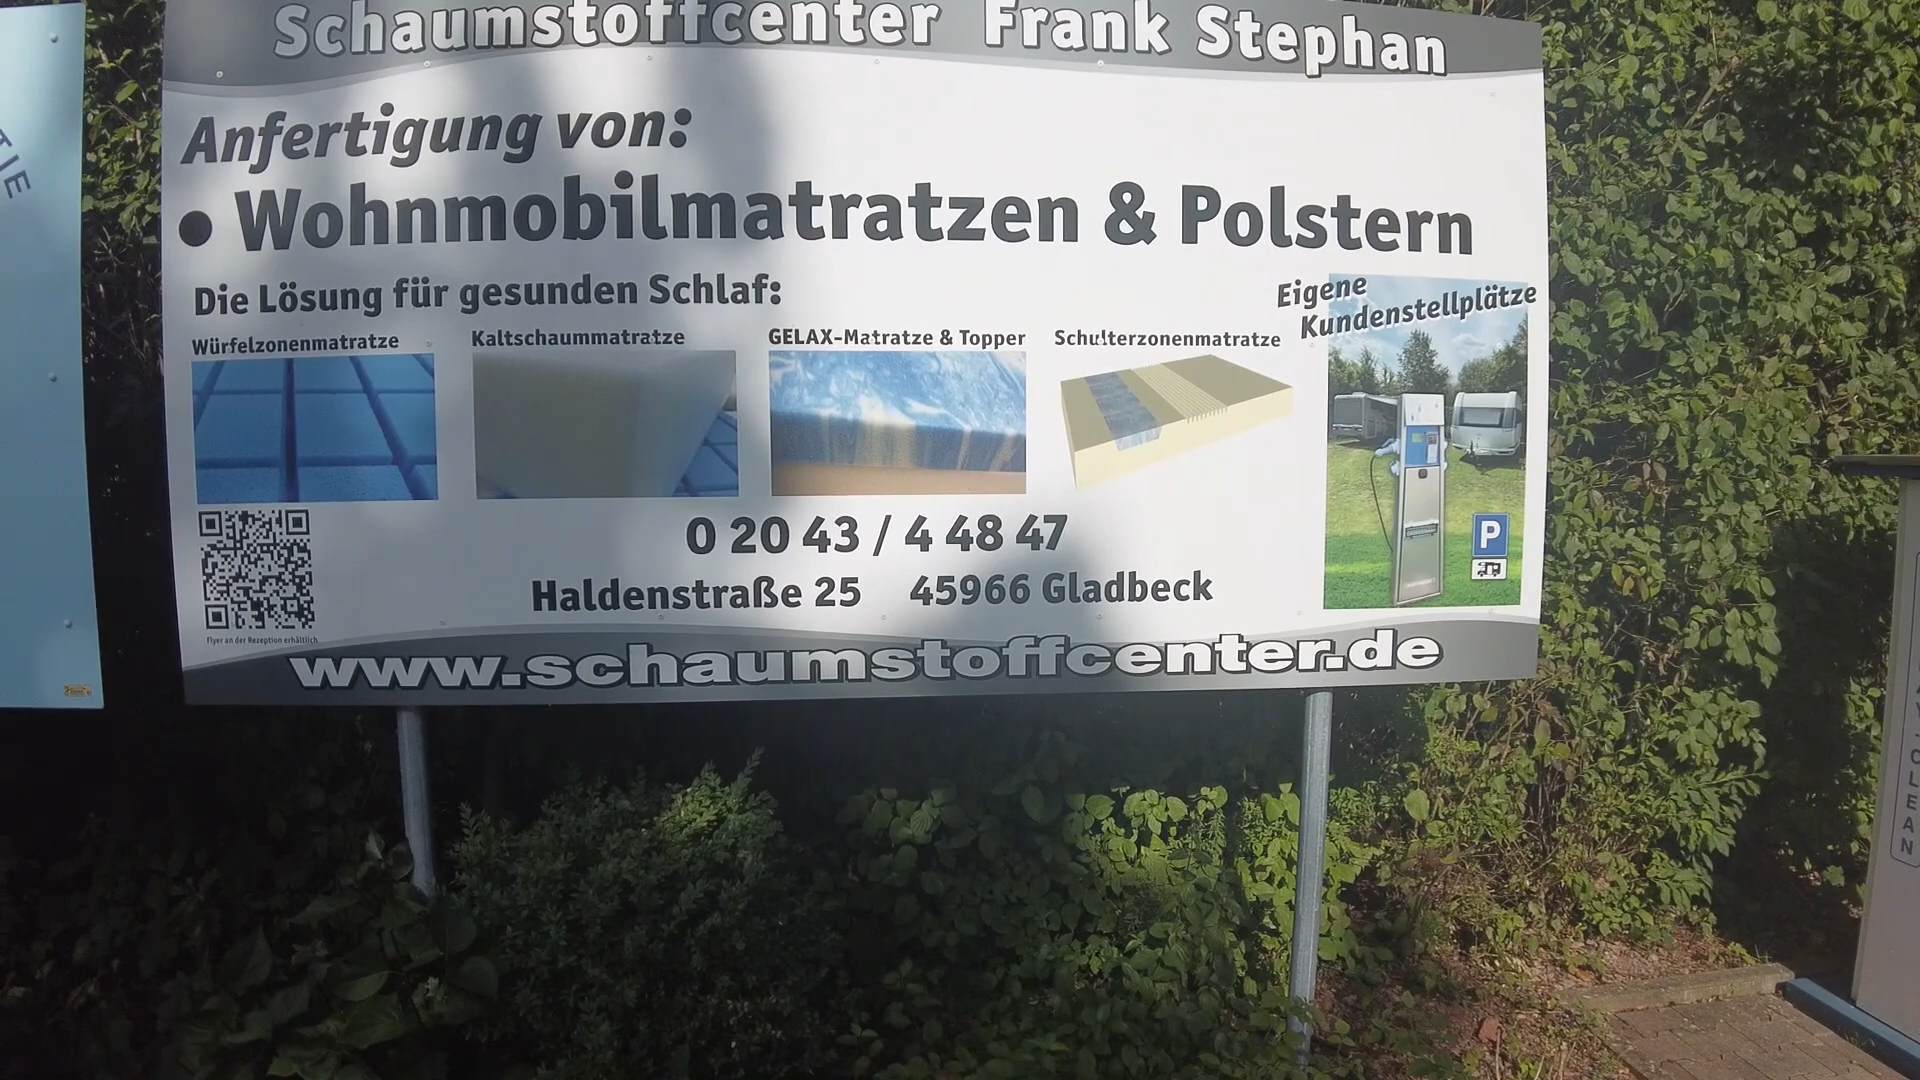 TIE
Schaumstoffcenter Frank Stephan
Anfertigung von:
• Wohnmobilmatratzen & Polstern
Die Lösung für gesunden Schlaf:
Eigene
Kundenstellplätze
Würfelzonenmatratze
Kaltschaummatratze
GELAX-Matratze & Topper
Schulterzonenmatratze
P
0 20 43 / 4 48 47
Haldenstraße 25 45966 Gladbeck
Flyer an der Rezeption erhältlich
www.schaumstoffcenter.de
CLEAN